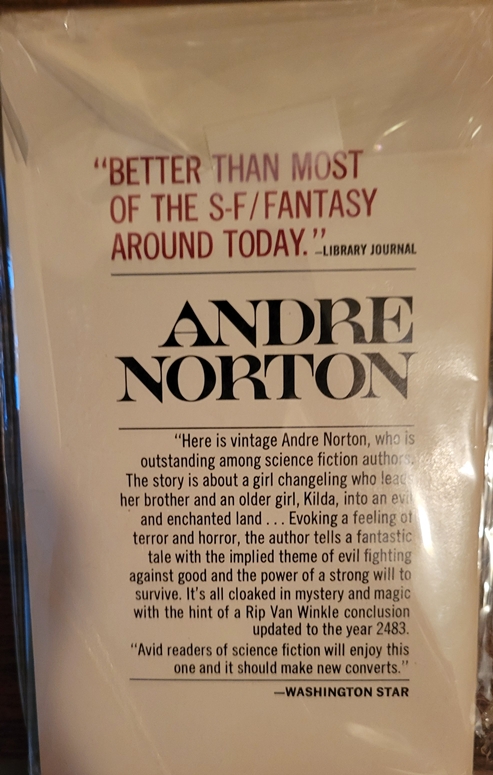 “BETTER THAN MOST
OF THE S-F/FANTASY
AROUND TODAY.” —LIBRARY JOURNAL
ANDRE
NORTON
“Here is vintage Andre Norton, who is
outstanding among science fiction authors.
The story is about a girl changeling who leads
her brother and an older girl, Kilda, into an evil
and enchanted land . . . Evoking a feeling of
terror and horror, the author tells a fantastic
tale with the implied theme of evil fighting
against good and the power of a strong will to
survive. It’s all cloaked in mystery and magic
with the hint of a Rip Van Winkle conclusion
updated to the year 2483.
“Avid readers of science fiction will enjoy this
one and it should make new converts.”
—WASHINGTON STAR